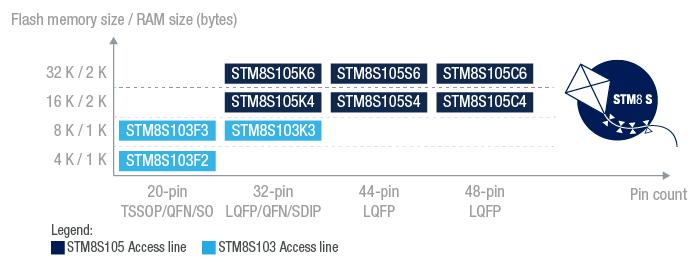 Flash memory size / RAM size (bytes)
32 K / 2 K STM8S105K6 STM8S105S6 STM8S105C6
STM8 S
16 K / 2 K STM8S105K4 STM8S105S4 STM8S105C4
8 K / 1 K STM8S103F3 STM8S103K3
4 K / 1 K STM8S103F2
20-pin 32-pin 44-pin 48-pin Pin count
TSSOP/QFN/SO LQFP/QFN/SDIP LQFP LQFP
Legend:
STM8S105 Access line STM8S103 Access line